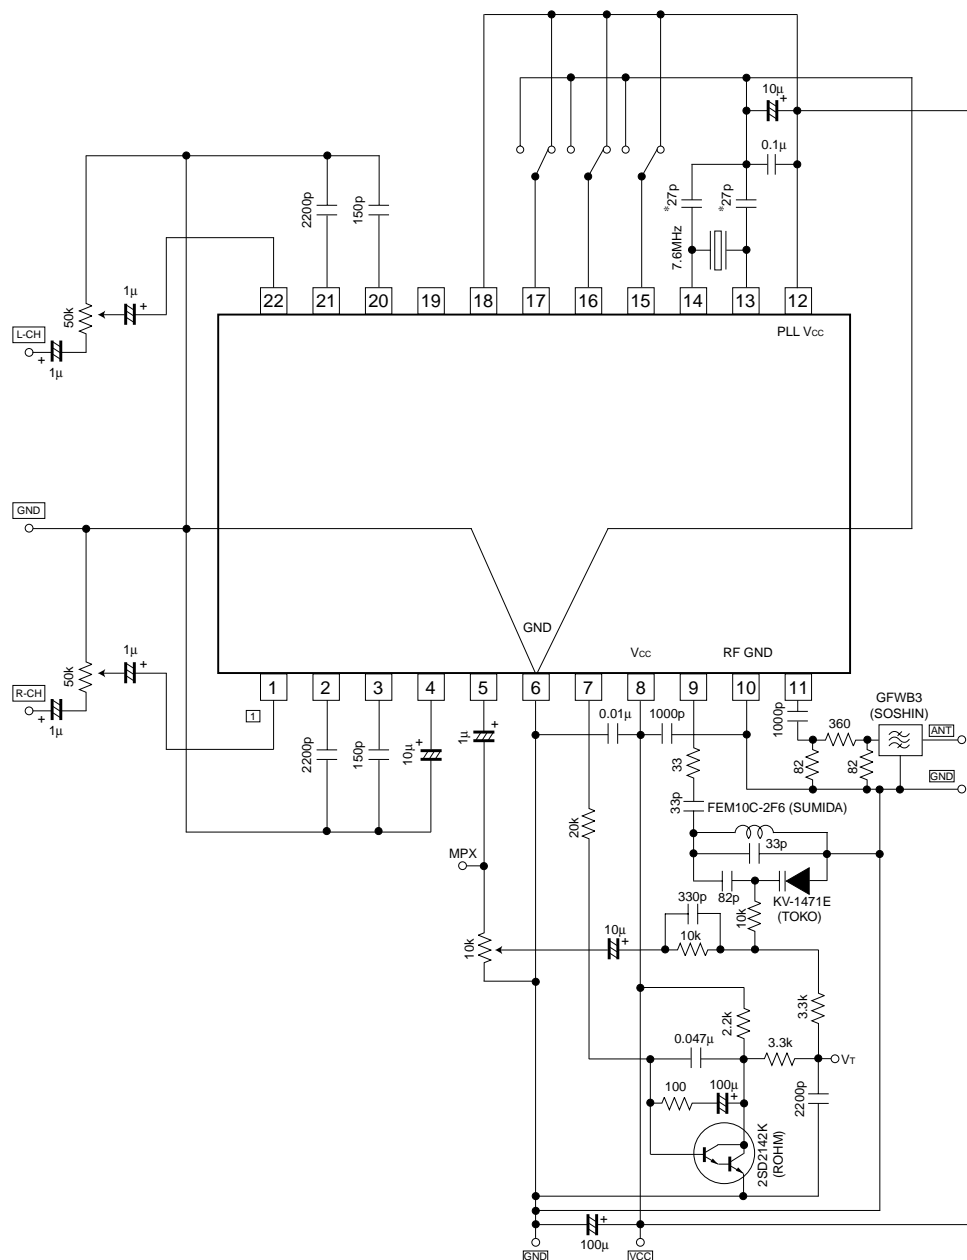 10µ
+
0.1µ
2200p
150p
*27p
*27p
7.6MHz
1µ
+
50k
L-CH
+
1µ
22
21
20
19
18
17
16
15
14
13
12
PLL Vcc
GND
GND
Vcc
RF GND
1µ
+
50k
R-CH
+
1µ
1
2
3
4
5
6
7
8
9
10
11
1
2200p
150p
10µ
+
1µ
+
0.01µ
1000p
1000p
GFWB3
(SOSHIN)
360
82
82
ANT
GND
33
33p
FEM10C-2F6 (SUMIDA)
33p
20k
MPX
82p
KV-1471E
(TOKO)
330p
10k
10k
10k
10µ
+
3.3k
2.2k
0.047µ
3.3k
VT
100
100µ
+
2200p
2SD2142K
(ROHM)
+
100µ
GND
VCC